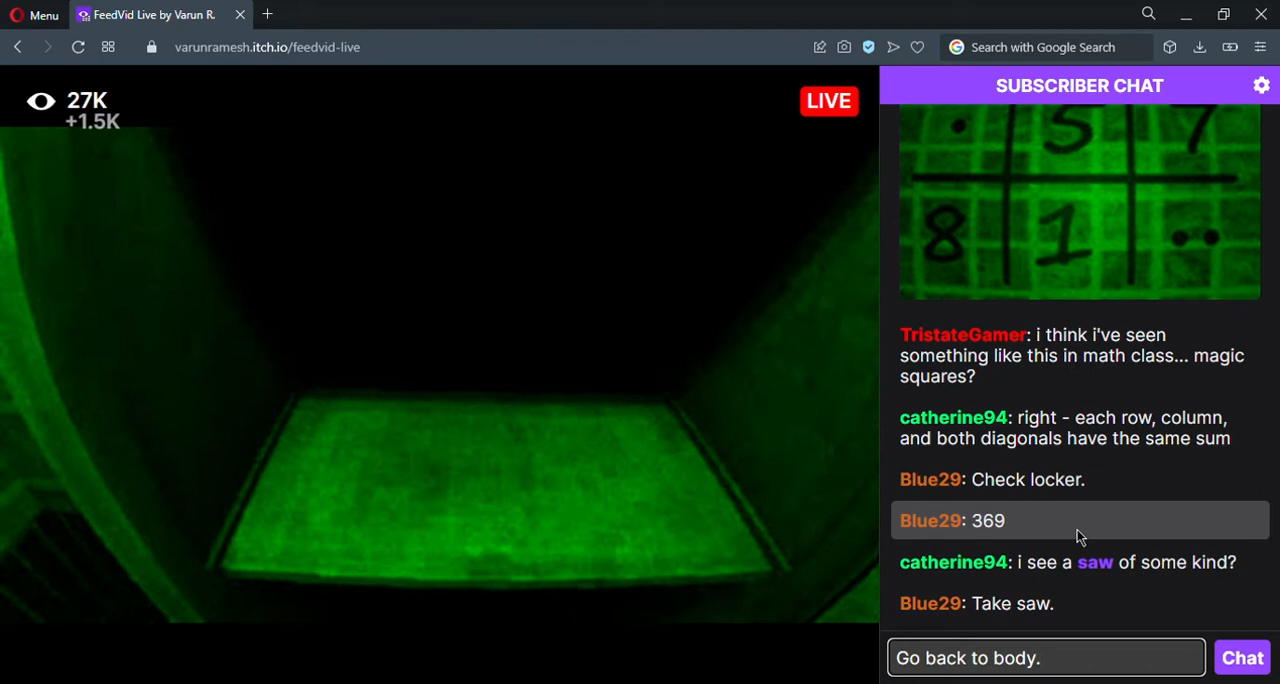 Menu
FeedVid Live by Varun R.
varunramesh.itch.io/feedvid-live
Search with Google Search
27K
+1.5K
LIVE
SUBSCRIBER CHAT
5 7
8 1
TristateGamer: i think i've seen
something like this in math class... magic
squares?
catherine94: right - each row, column,
and both diagonals have the same sum
Blue29: Check locker.
Blue29: 369
catherine94: i see a saw of some kind?
Blue29: Take saw.
Go back to body.
Chat